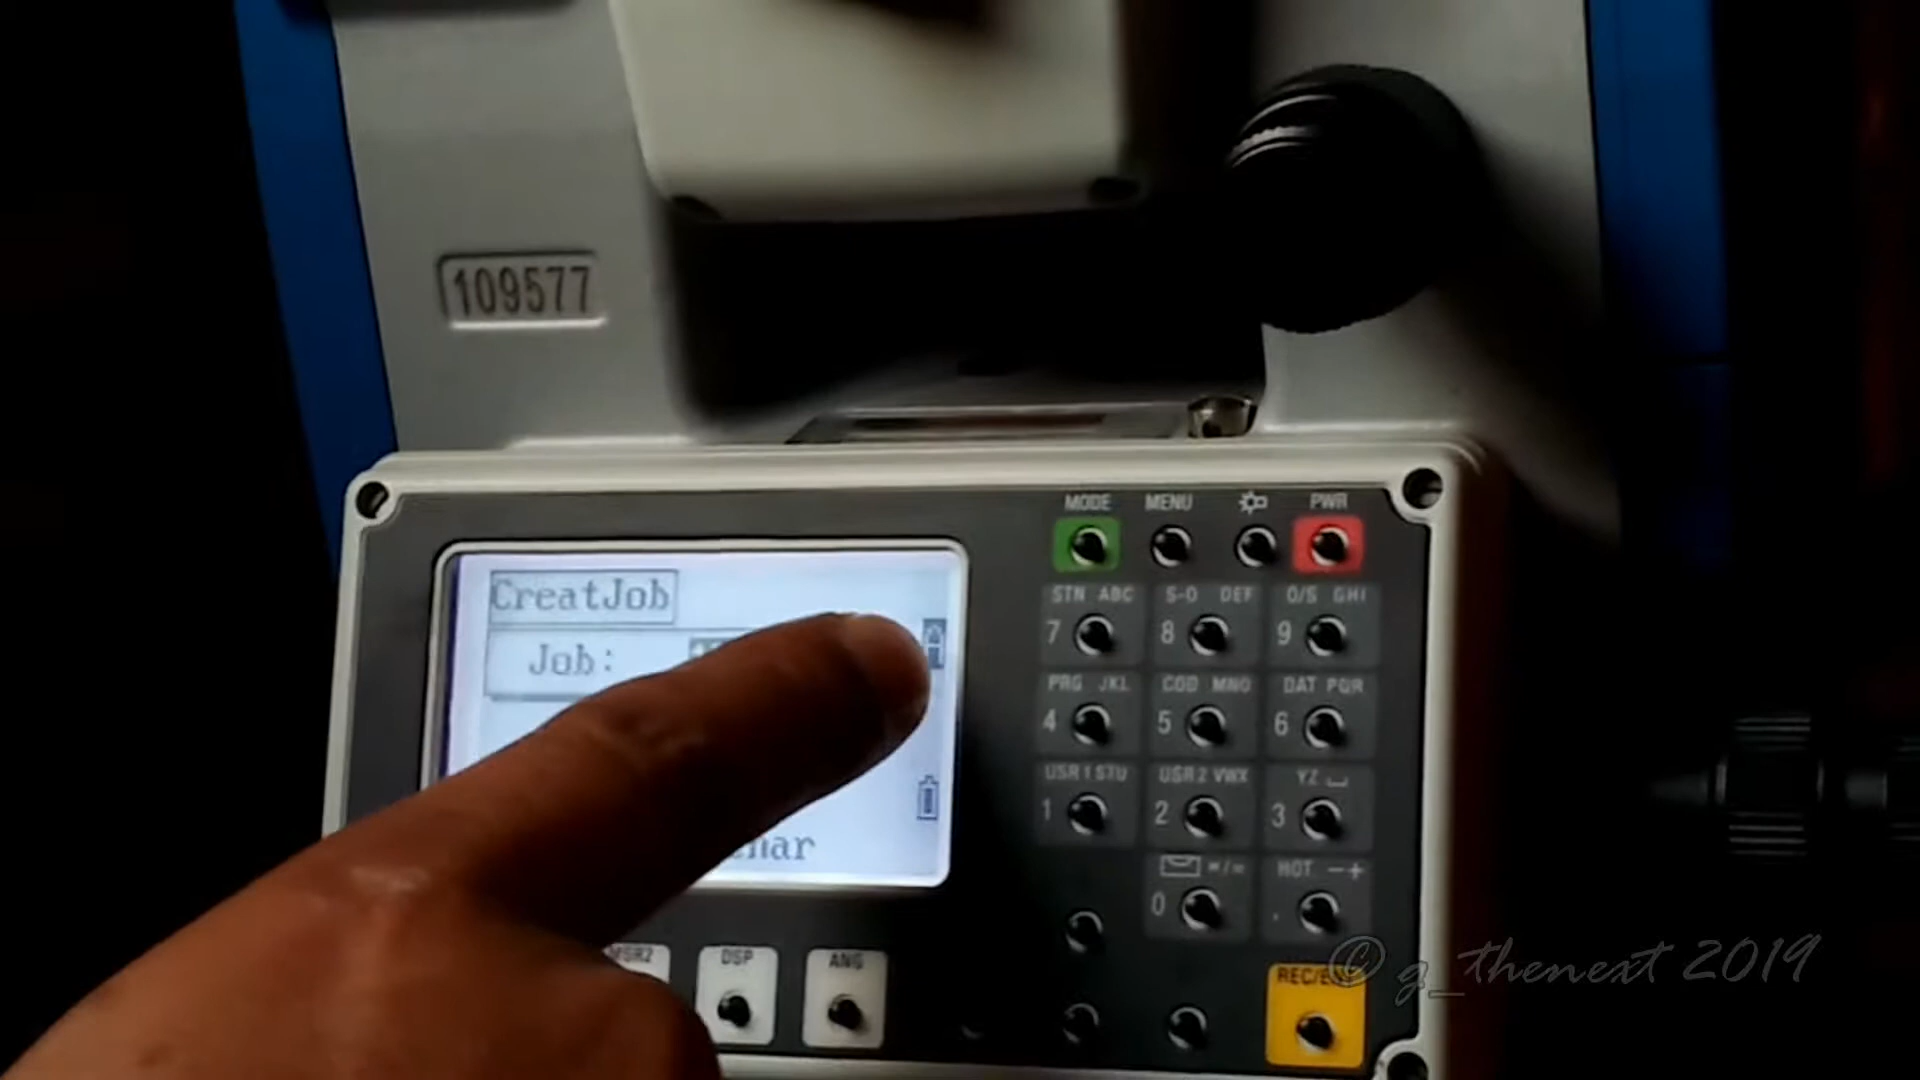 109577
MODE MENU PWR
CreatJob
Job:
STN ABC S-O DEF O/S GHI
7 8 9
PRG JKL COD MNO DAT PQR
4 5 6
USR1 STU USR2 VWX YZ
1 2 3
*/= HOT -+
0 .
MSR2 DSP ANG
REC/ENT
© g_thenext 2019